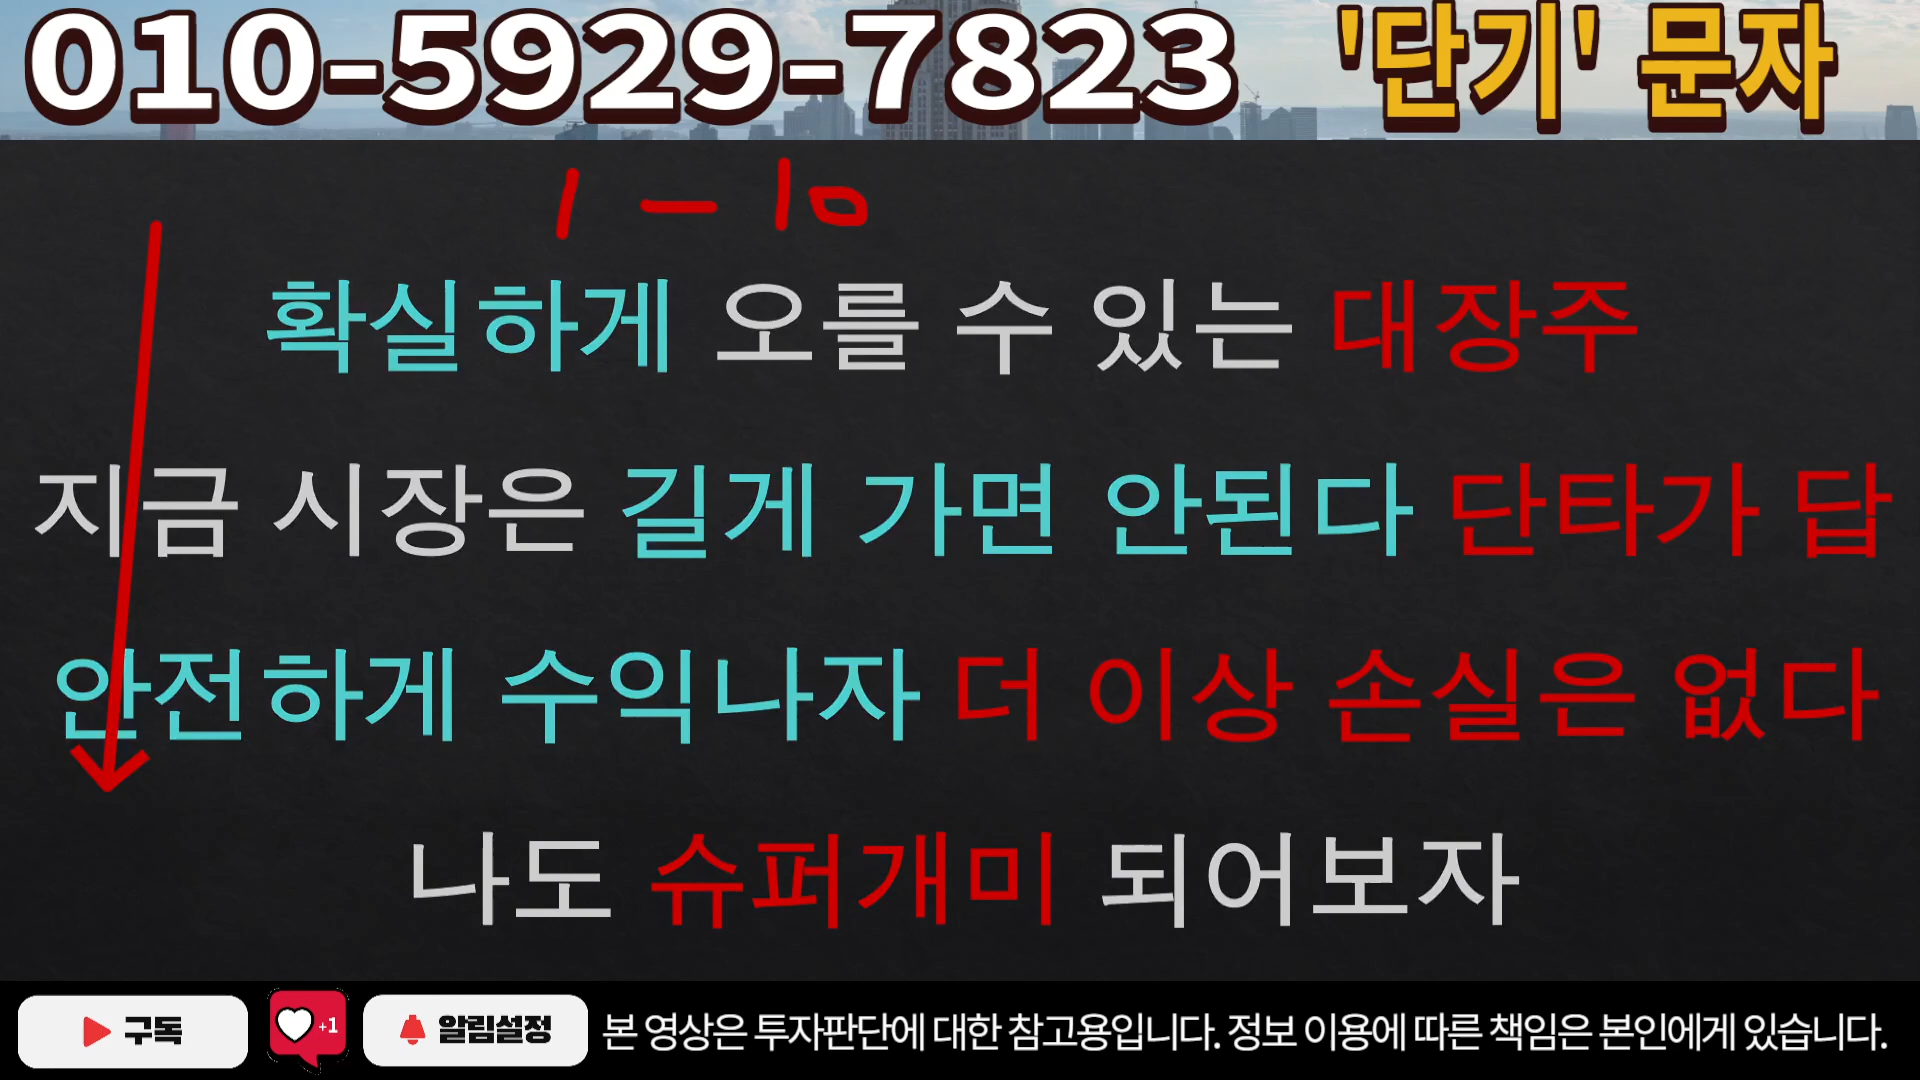 010-5929-7823 '단기' 문자
1 - 10
확실하게 오를 수 있는 대장주
지금 시장은 길게 가면 안된다 단타가 답
안전하게 수익나자 더 이상 손실은 없다
나도 슈퍼개미 되어보자
구독 +1 알림설정 본 영상은 투자판단에 대한 참고용입니다. 정보 이용에 따른 책임은 본인에게 있습니다.